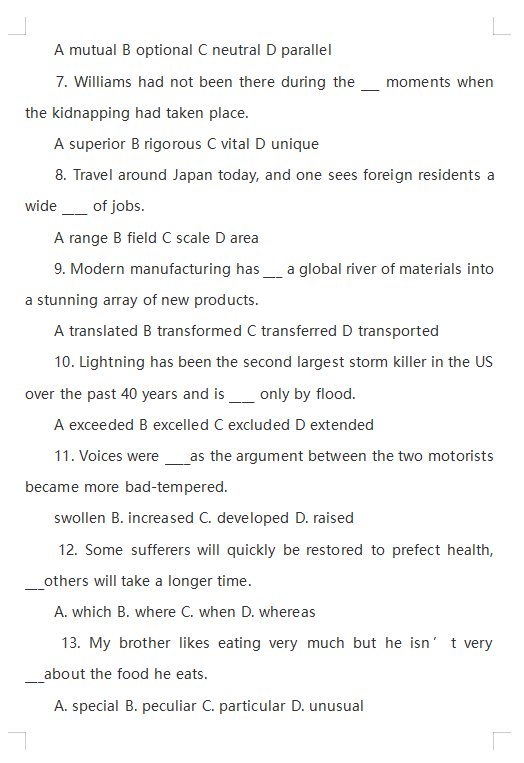 A mutual B optional C neutral D parallel
7. Williams had not been there during the __ moments when
the kidnapping had taken place.
A superior B rigorous C vital D unique
8. Travel around Japan today, and one sees foreign residents a
wide ___ of jobs.
A range B field C scale D area
9. Modern manufacturing has __ a global river of materials into
a stunning array of new products.
A translated B transformed C transferred D transported
10. Lightning has been the second largest storm killer in the US
over the past 40 years and is ___ only by flood.
A exceeded B excelled C excluded D extended
11. Voices were ___as the argument between the two motorists
became more bad-tempered.
swollen B. increased C. developed D. raised
12. Some sufferers will quickly be restored to prefect health,
__others will take a longer time.
A. which B. where C. when D. whereas
13. My brother likes eating very much but he isn’t very
__about the food he eats.
A. special B. peculiar C. particular D. unusual